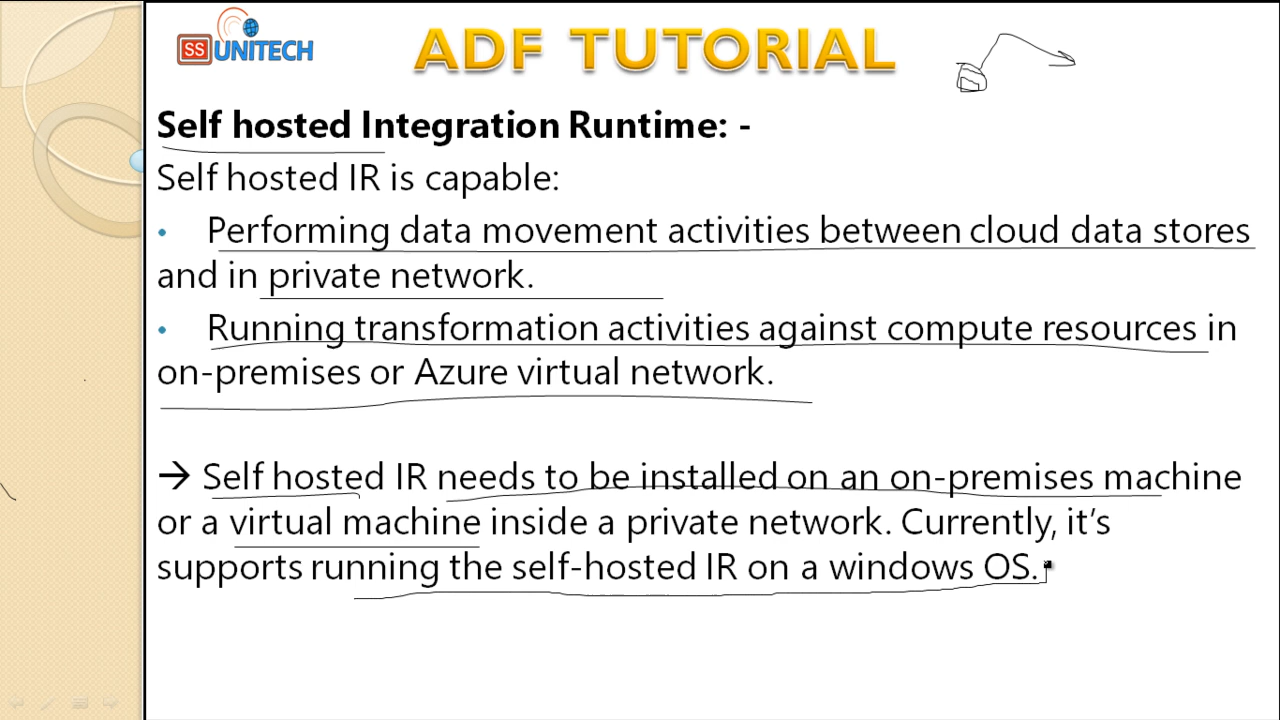 SS UNITECH
ADF TUTORIAL
Self hosted Integration Runtime: -
Self hosted IR is capable:
• Performing data movement activities between cloud data stores
and in private network.
• Running transformation activities against compute resources in
on-premises or Azure virtual network.
→ Self hosted IR needs to be installed on an on-premises machine
or a virtual machine inside a private network. Currently, it’s
supports running the self-hosted IR on a windows OS.